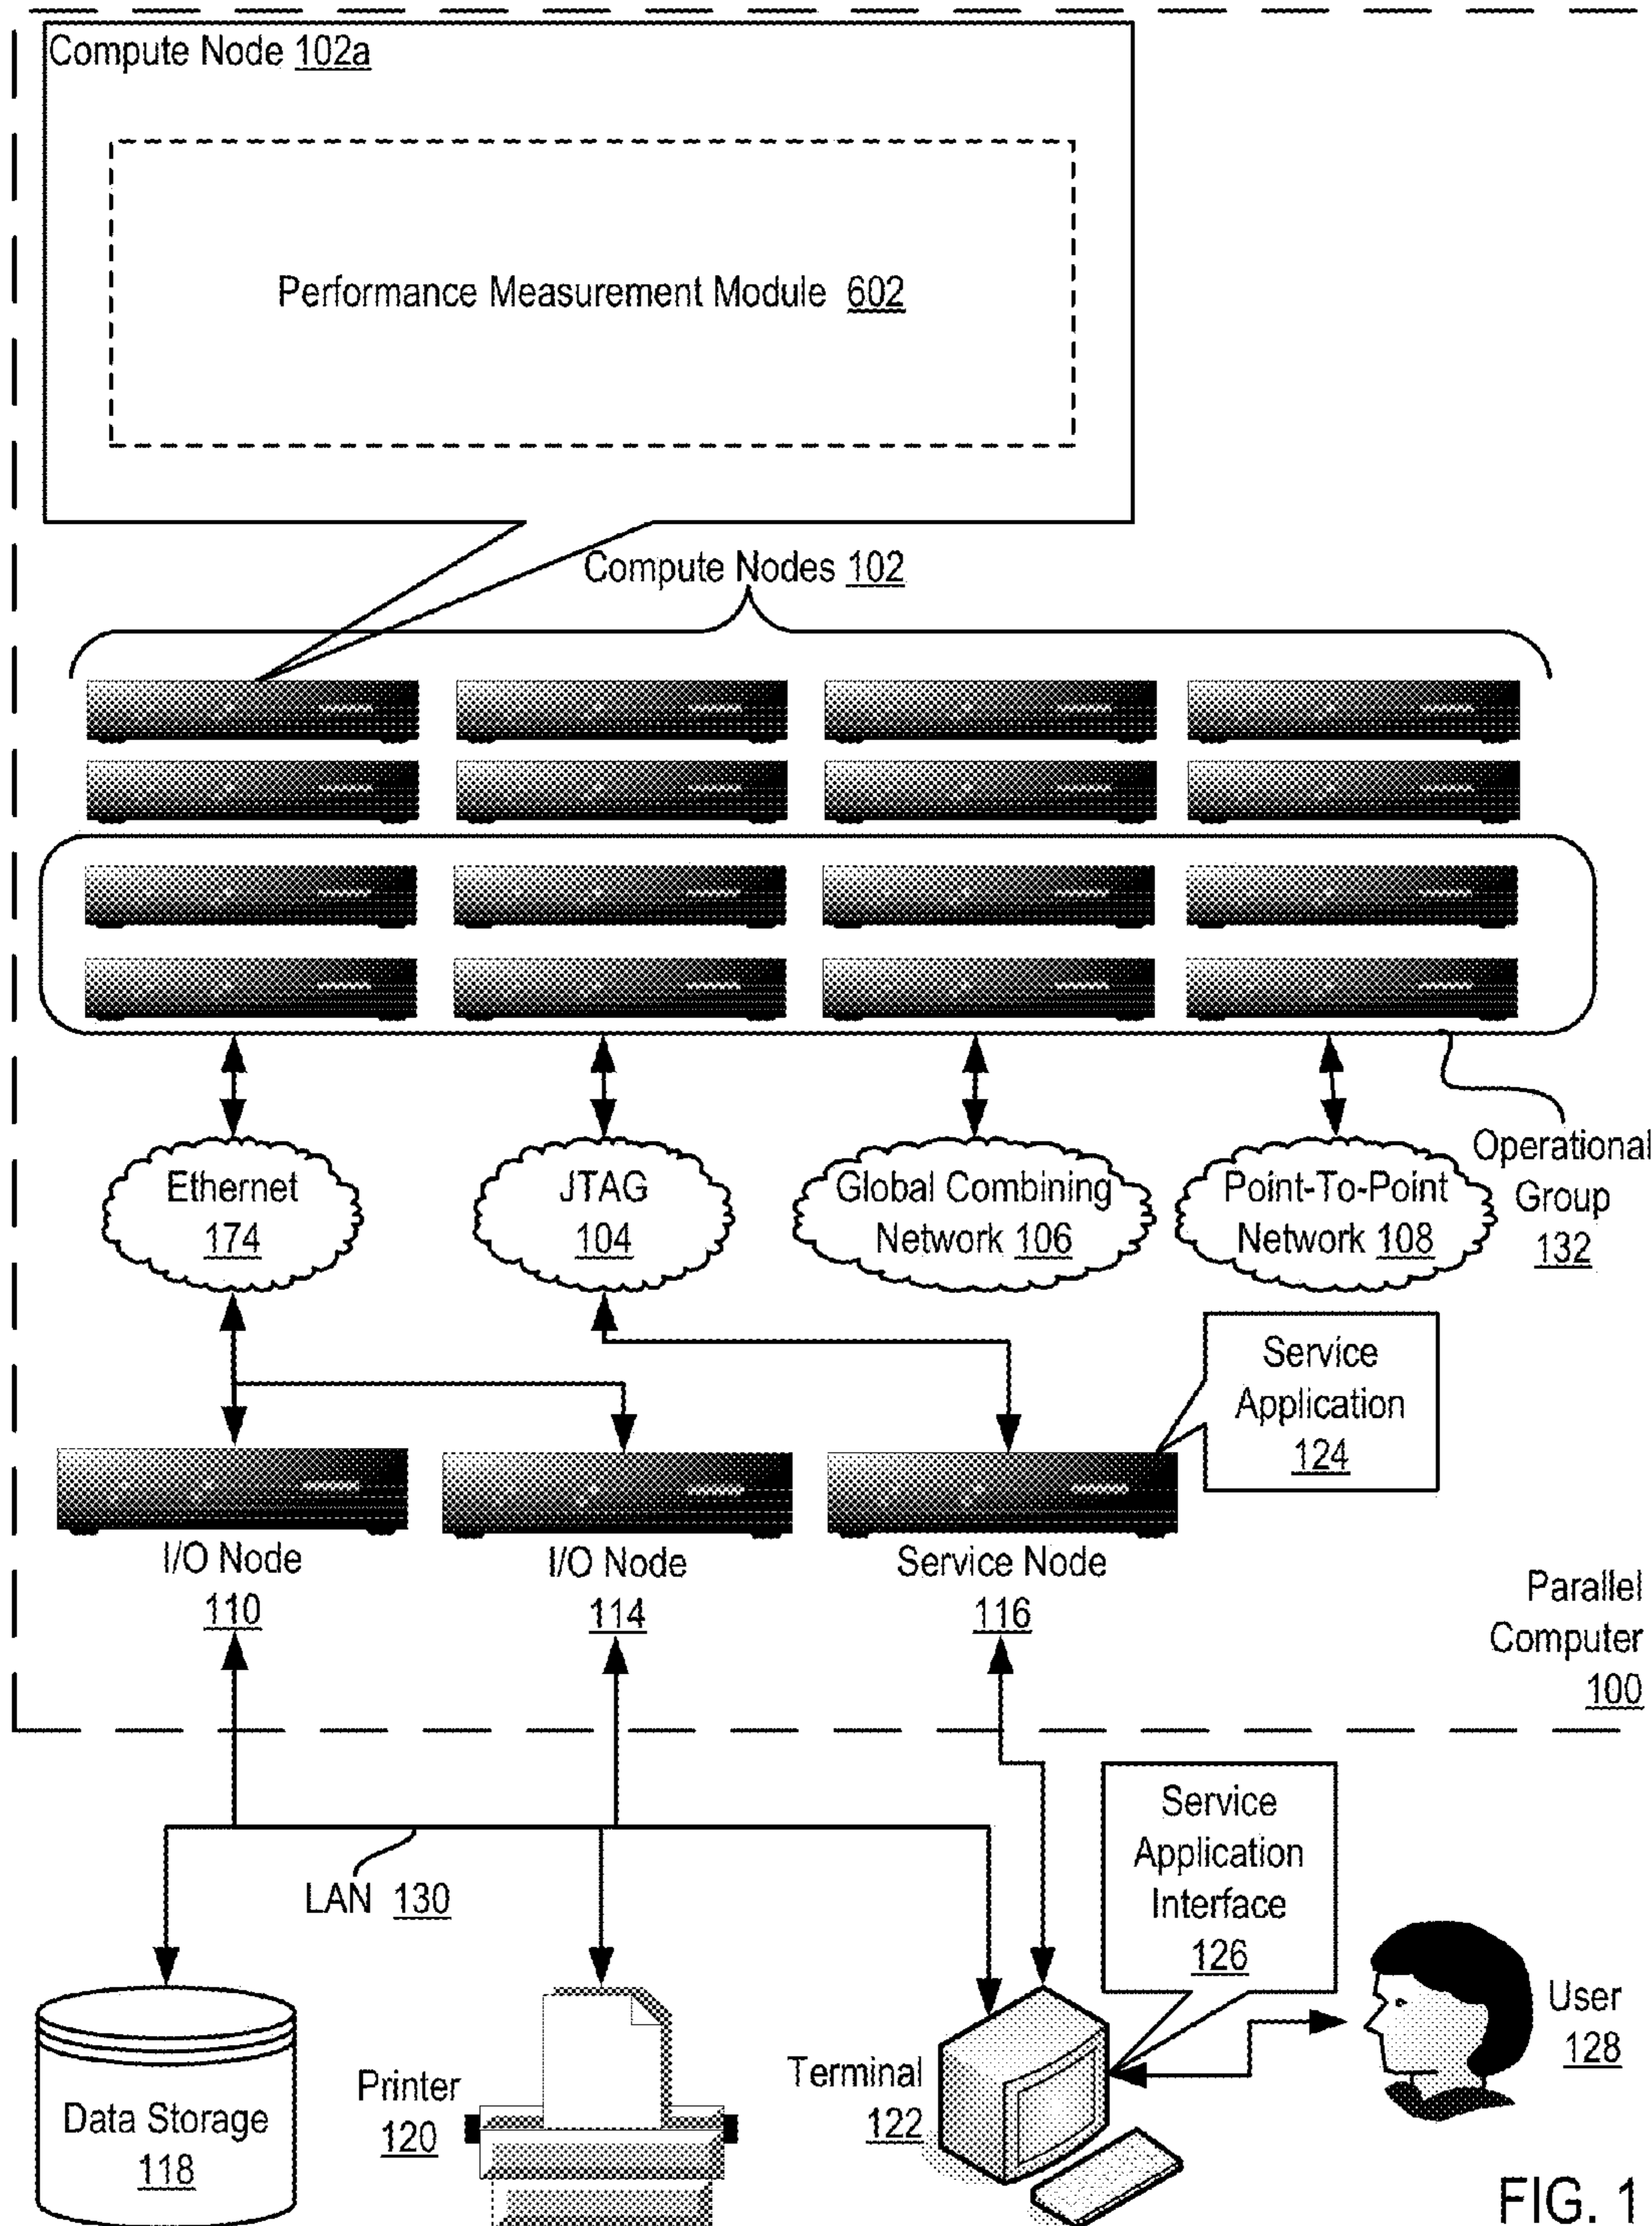 Compute Node 102a
Performance Measurement Module 602
Compute Nodes 102
Ethernet
174
JTAG
104
Global Combining
Network 106
Point-To-Point
Network 108
Operational
Group
132
Service
Application
124
I/O Node
110
I/O Node
114
Service Node
116
Parallel
Computer
100
LAN 130
Service
Application
Interface
126
Data Storage
118
Printer
120
Terminal
122
User
128
FIG. 1